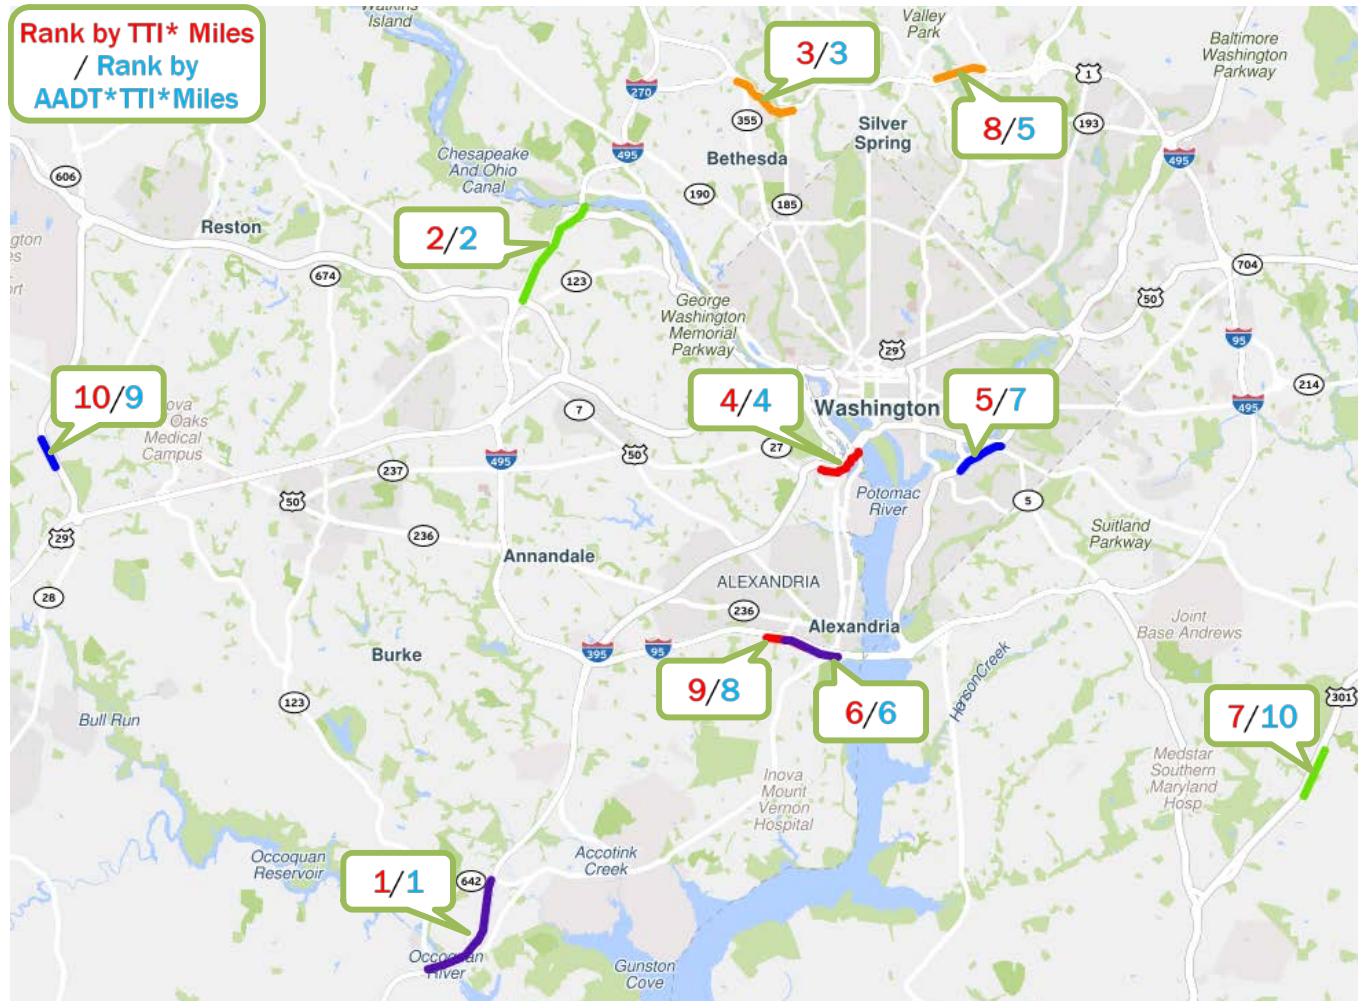 Rank by TTI* Miles
/ Rank by
AADT*TTI*Miles
Island
Valley
Park
Baltimore
Washington
Parkway
3/3
1
270
355
8/5
193
Silver
Spring
Chesapeake
And Ohio
Canal
495
Bethesda
495
606
190
185
Reston
2/2
674
123
704
50
George
Washington
Memorial
Parkway
29
95
10/9
4/4
Washington
5/7
214
495
7
Oaks
Medical
Campus
27
50
495
237
50
Potomac
River
5
29
236
Suitland
Parkway
Annandale
ALEXANDRIA
28
236
Joint
Base Andrews
Alexandria
395
95
Burke
HensonCreek
9/8
6/6
123
301
7/10
Bull Run
Medstar
Southern
Maryland
Hosp
Inova
Mount
Vernon
Hospital
Occoquan
Reservoir
Accotink
Creek
1/1
642
Occoquan
River
Gunston
Cove